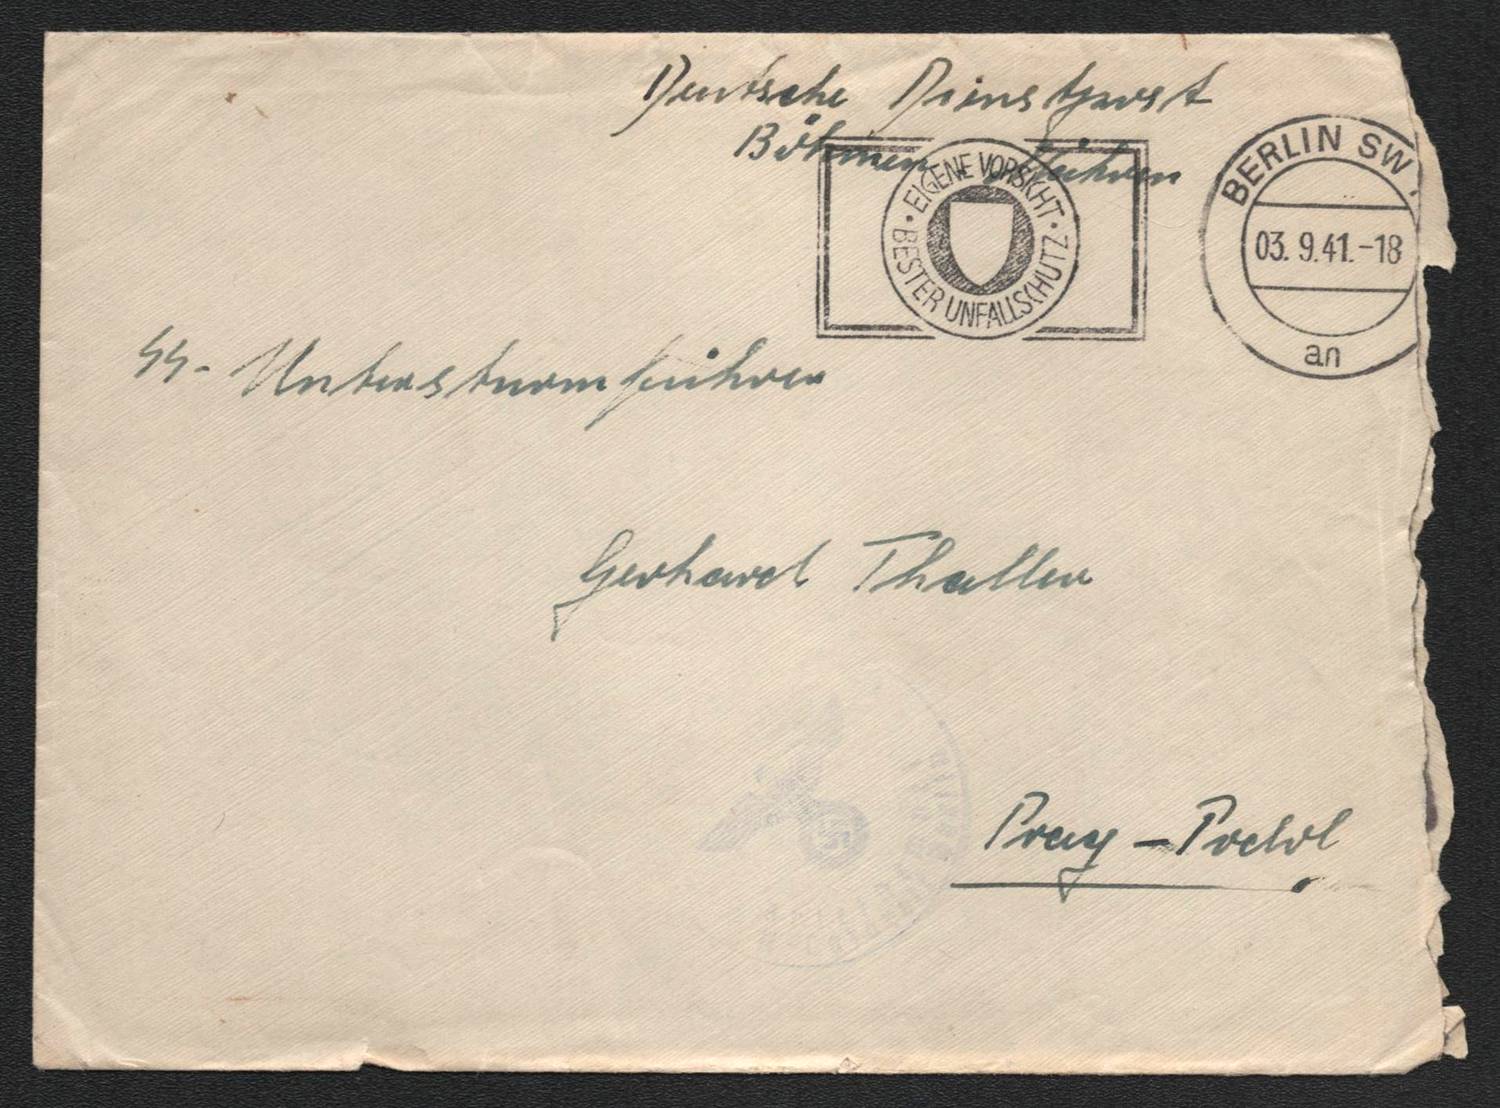 Deutsche Dienstpost
Böhmen Mähren
EIGENE VORSICHT
BESTER UNFALLSCHUTZ
BERLIN SW
03. 9.41.-18
an
SS- Untersturmführer
Gerhard Thaller
Prag - Podol